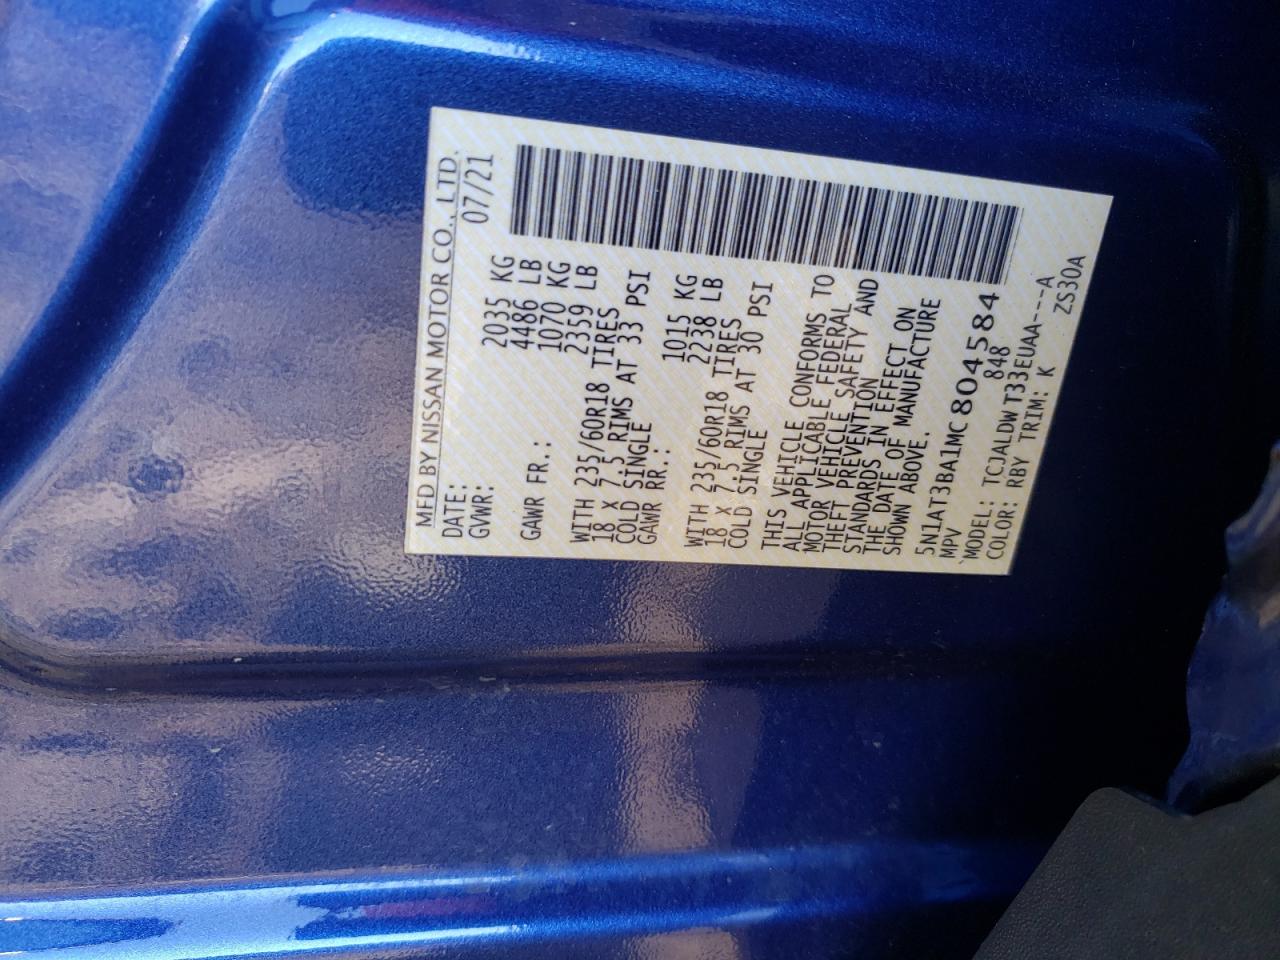 MFD BY NISSAN MOTOR CO., LTD.
DATE: 07/21
GVWR: 2035 KG
4486 LB
GAWR FR.: 1070 KG
2359 LB
WITH 235/60R18 TIRES
18 X 7.5 RIMS AT 33 PSI
COLD SINGLE
GAWR RR.: 1015 KG
2238 LB
WITH 235/60R18 TIRES
18 X 7.5 RIMS AT 30 PSI
COLD SINGLE
THIS VEHICLE CONFORMS TO
ALL APPLICABLE FEDERAL
MOTOR VEHICLE SAFETY AND
THEFT PREVENTION
STANDARDS IN EFFECT ON
THE DATE OF MANUFACTURE
SHOWN ABOVE.
5N1AT3BA1MC804584
MPV 848
MODEL: TCJALDW T33EUAA---A
COLOR: RBY TRIM: K ZS30A